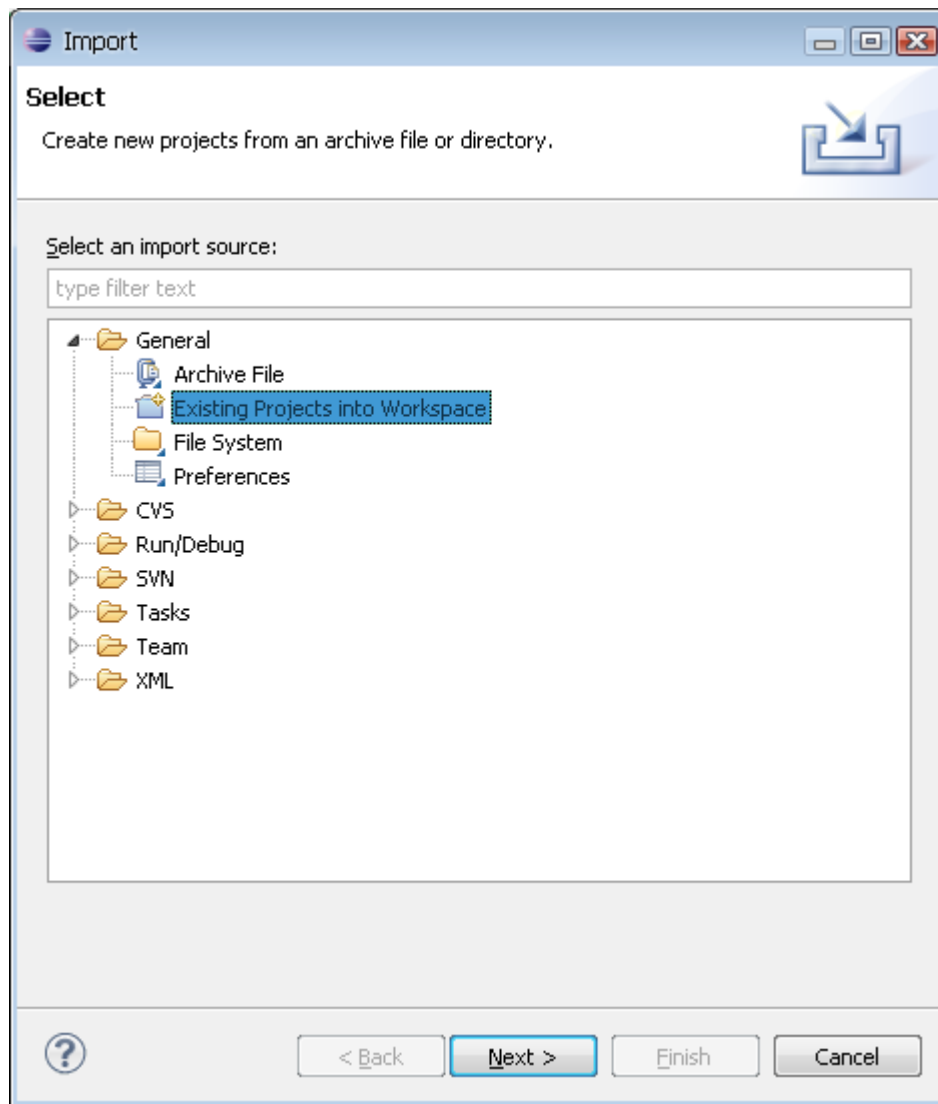 Import
Select
Create new projects from an archive file or directory.
Select an import source:
type filter text
General
Archive File
Existing Projects into Workspace
File System
Preferences
CVS
Run/Debug
SVN
Tasks
Team
XML
? < Back Next > Finish Cancel